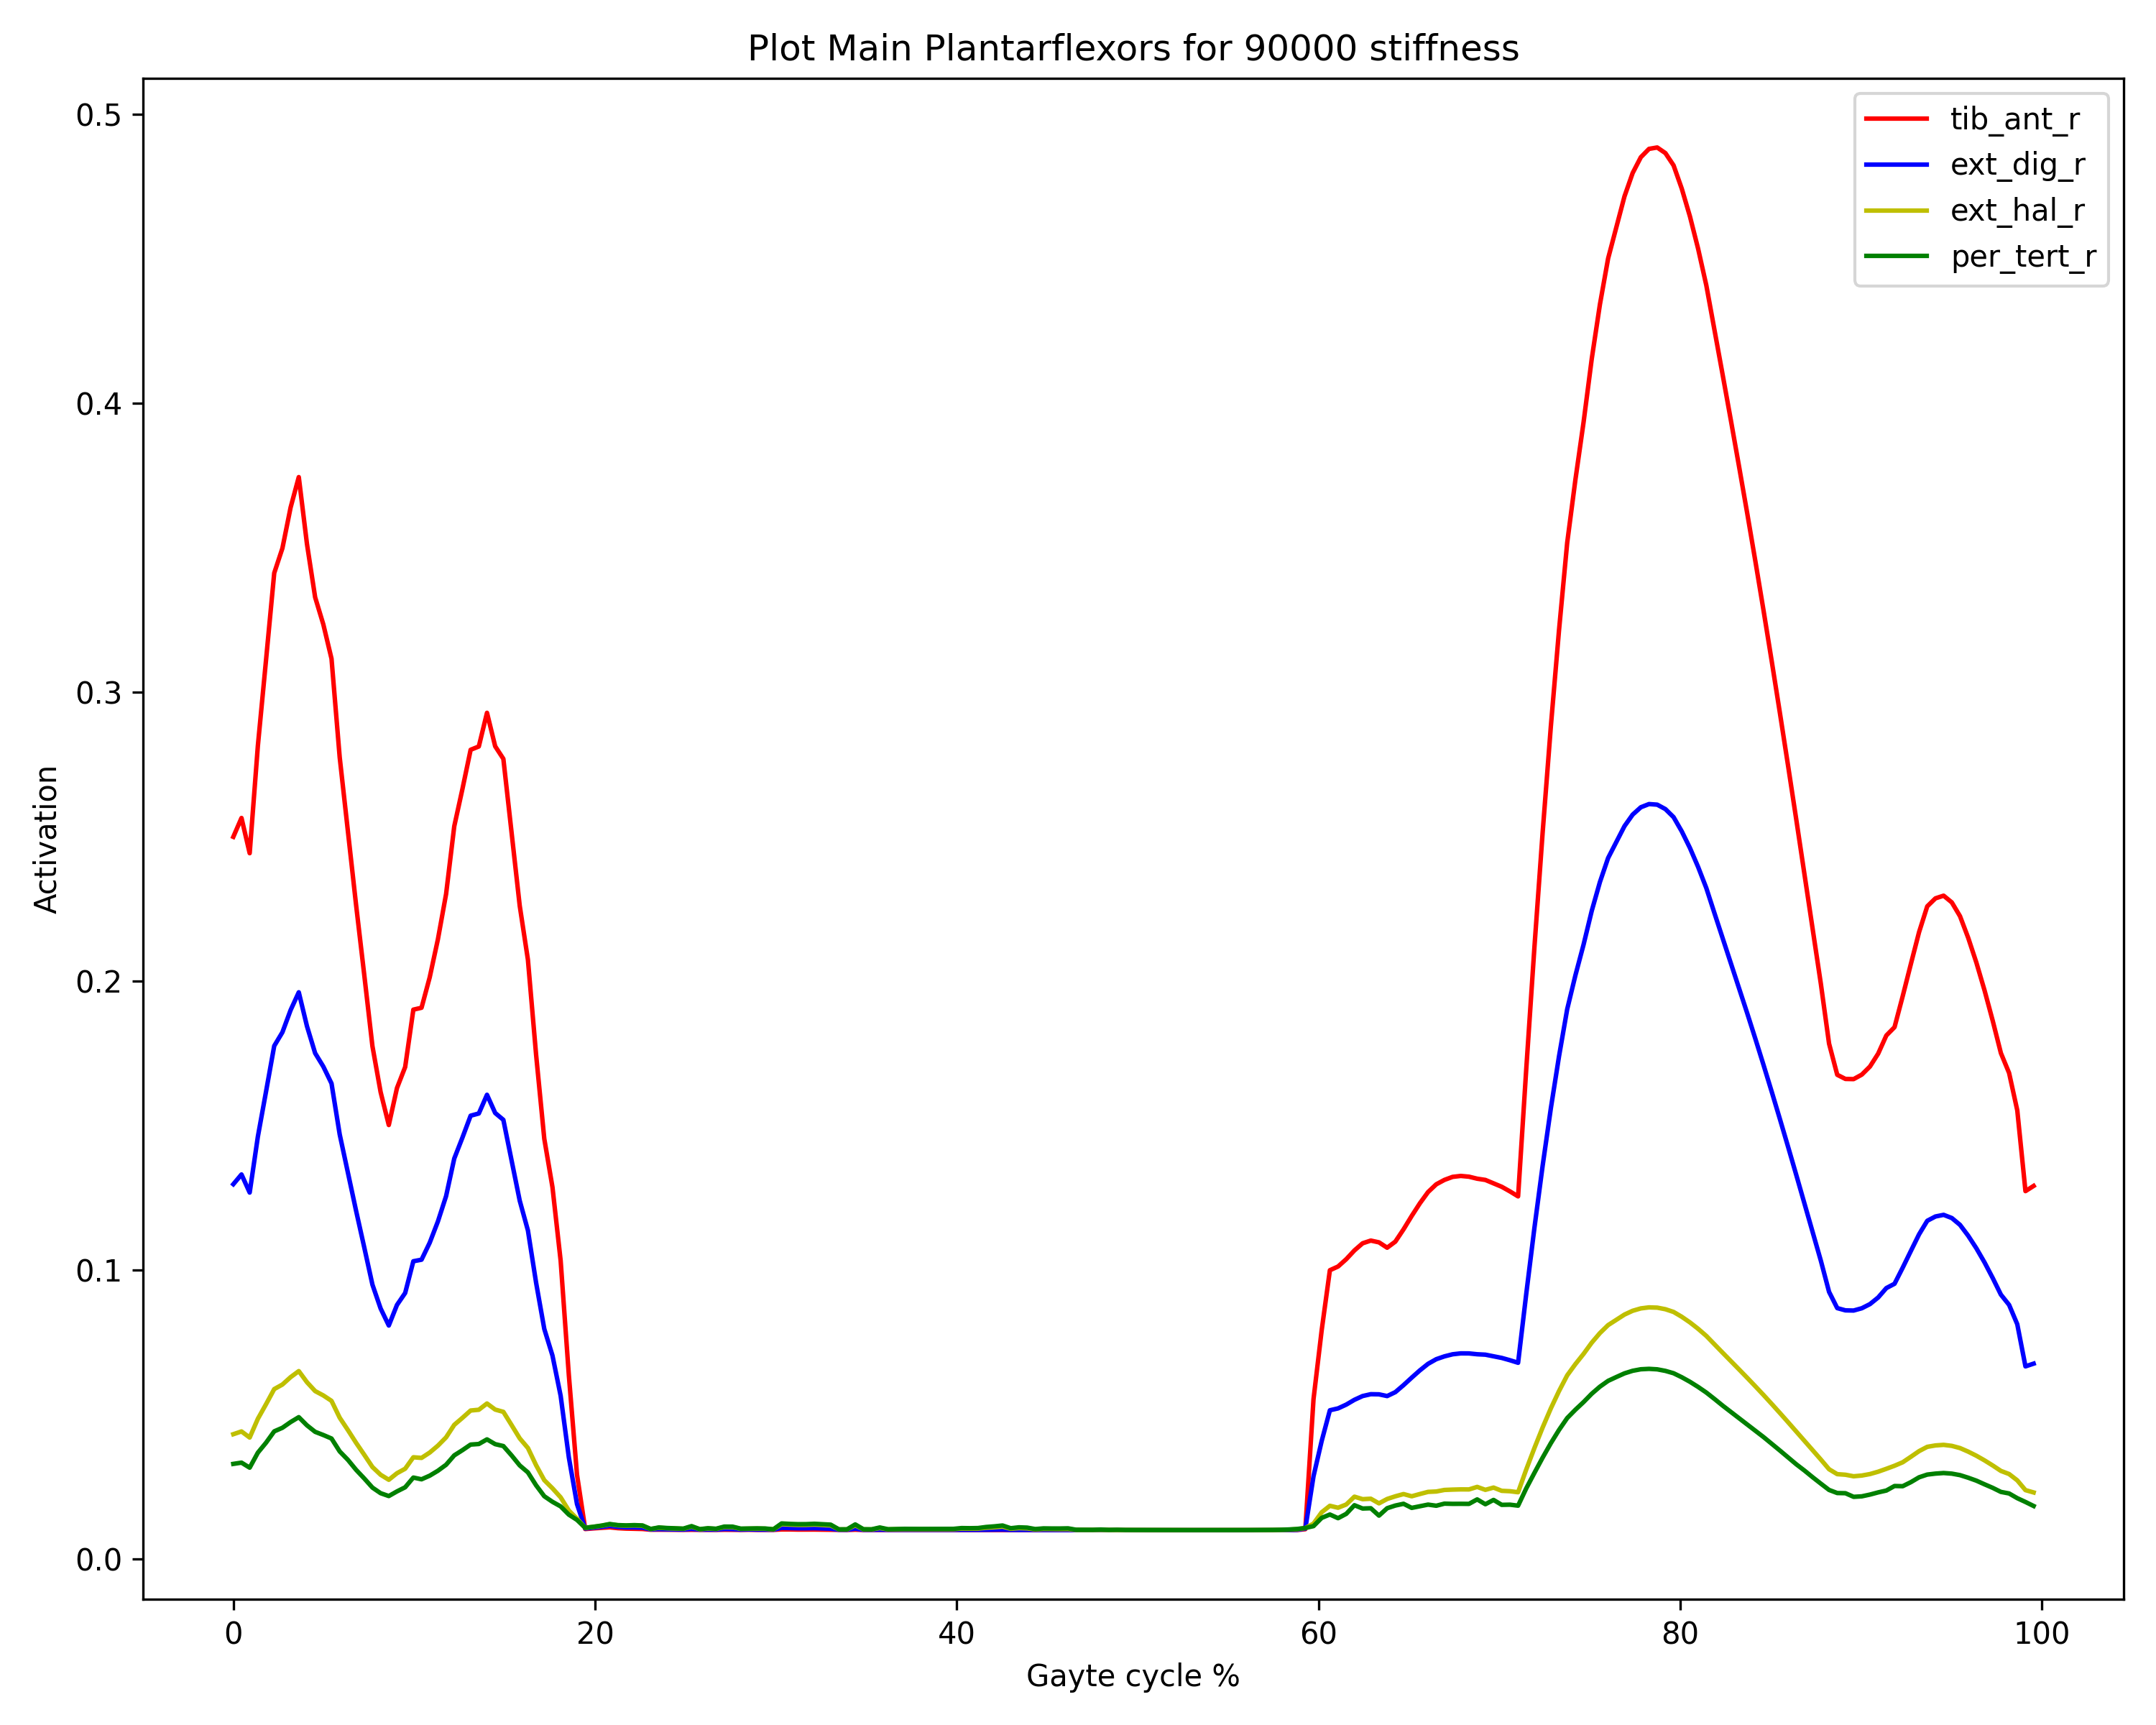 Plot Main Plantarflexors for 90000 stiffness
0.5
0.4
0.3
0.2
0.1
0.0
Activation
tib_ant_r
ext_dig_r
ext_hal_r
per_tert_r
0 20 40 60 80 100
Gayte cycle %